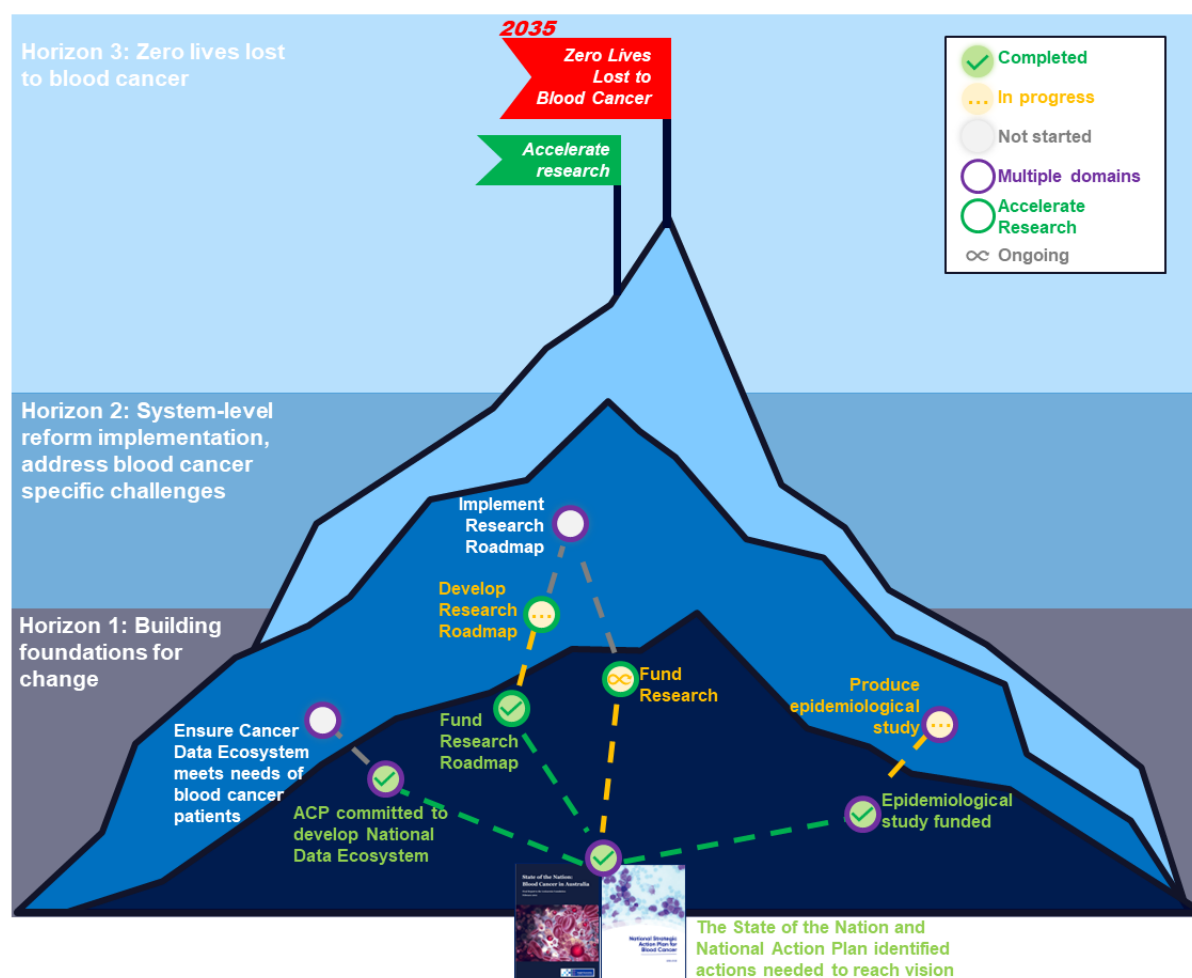 Horizon 3: Zero lives lost
to blood cancer
2035
Zero Lives
Lost to
Blood Cancer
Accelerate
research
Completed
In progress
Not started
Multiple domains
Accelerate
Research
Ongoing
Horizon 2: System-level
reform implementation,
address blood cancer
specific challenges
Implement
Research
Roadmap
Develop
Research
Roadmap
Horizon 1: Building
foundations for
change
Fund
Research
Produce
epidemiological
study
Ensure Cancer
Data Ecosystem
meets needs of
blood cancer
patients
Fund
Research
Roadmap
ACP committed to
develop National
Data Ecosystem
Epidemiological
study funded
State of the Nation:
Blood Cancer in Australia
National Strategic
Action Plan for
Blood Cancer
The State of the Nation and
National Action Plan identified
actions needed to reach vision